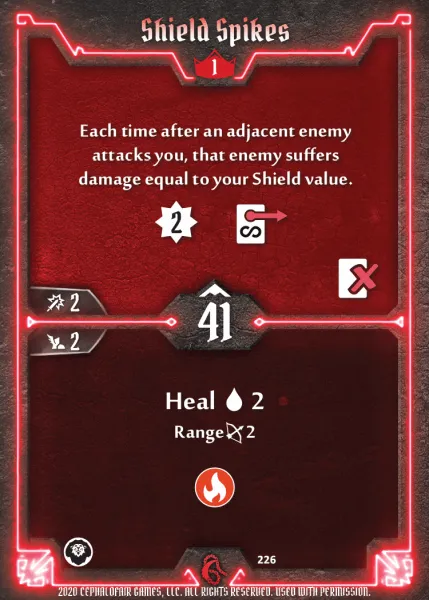 Shield Spikes
1
Each time after an adjacent enemy
attacks you, that enemy suffers
damage equal to your Shield value.
2
2
41
2
Heal 2
Range 2
226
2020 CEPHALOFAIR GAMES, LLC. ALL RIGHTS RESERVED. USED WITH PERMISSION.